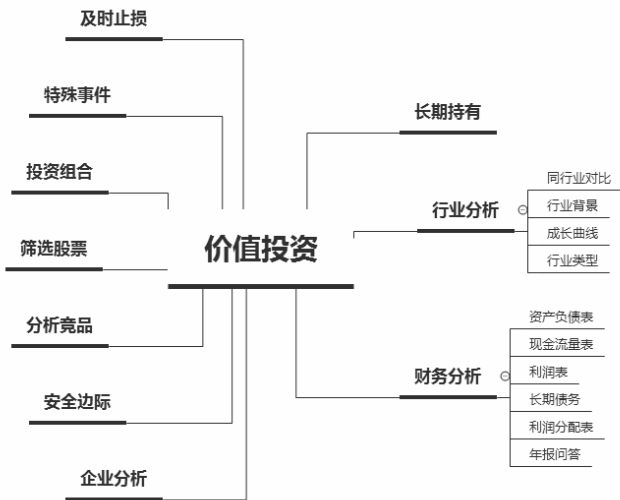 及时止损
特殊事件
投资组合
筛选股票
分析竞品
安全边际
企业分析
价值投资
长期持有
行业分析
同行业对比
行业背景
成长曲线
行业类型
财务分析
资产负债表
现金流量表
利润表
长期债务
利润分配表
年报问答